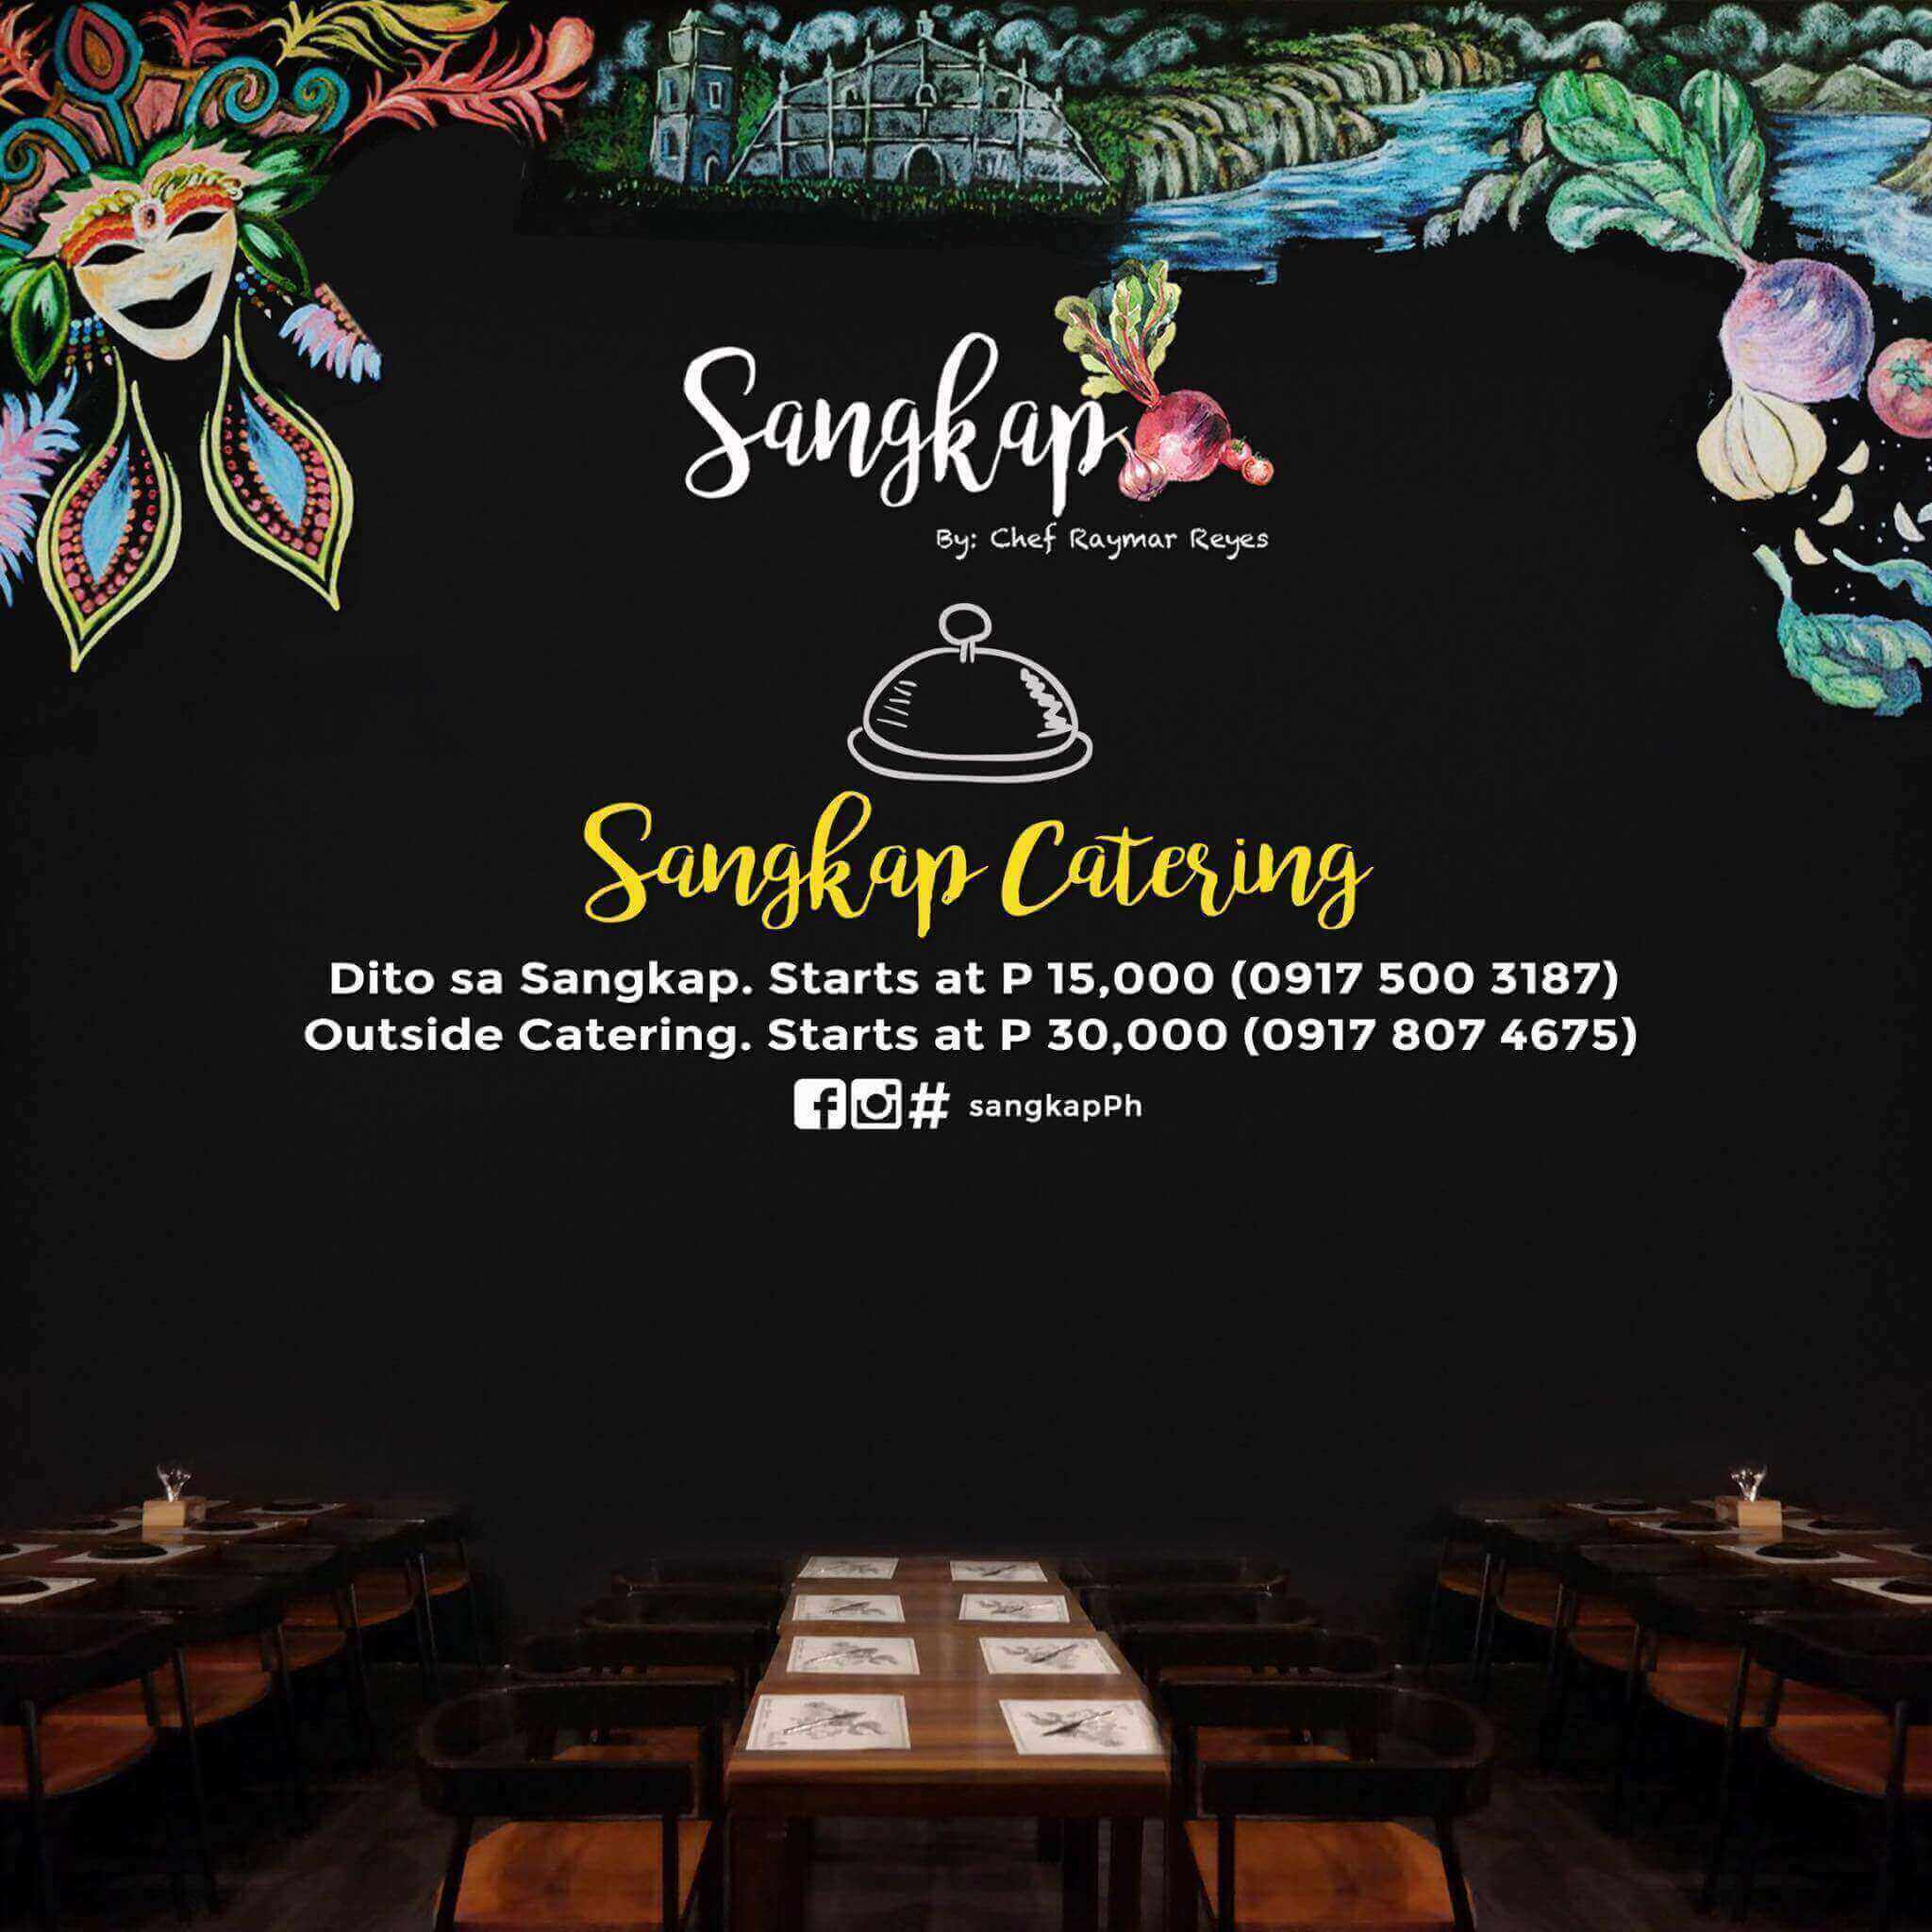 Sangkap
By: Chef Raymar Reyes
Sangkap Catering
Dito sa Sangkap. Starts at P 15,000 (0917 500 3187)
Outside Catering. Starts at P 30,000 (0917 807 4675)
# sangkapPh